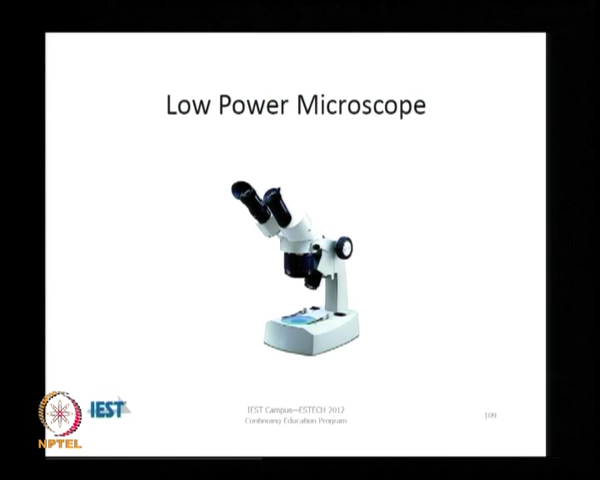 Low Power Microscope
IEST
NPTEL
IEST Campus—ESTECH 2012
Continuing Education Program
109